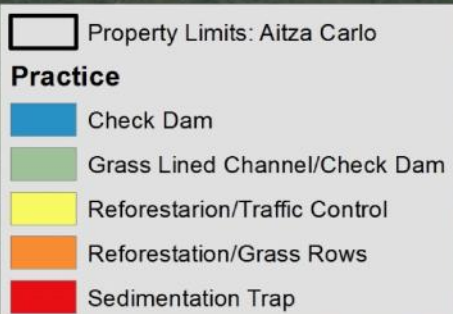 Property Limits: Aitza Carlo
Practice
Check Dam
Grass Lined Channel/Check Dam
Reforestarion/Traffic Control
Reforestation/Grass Rows
Sedimentation Trap